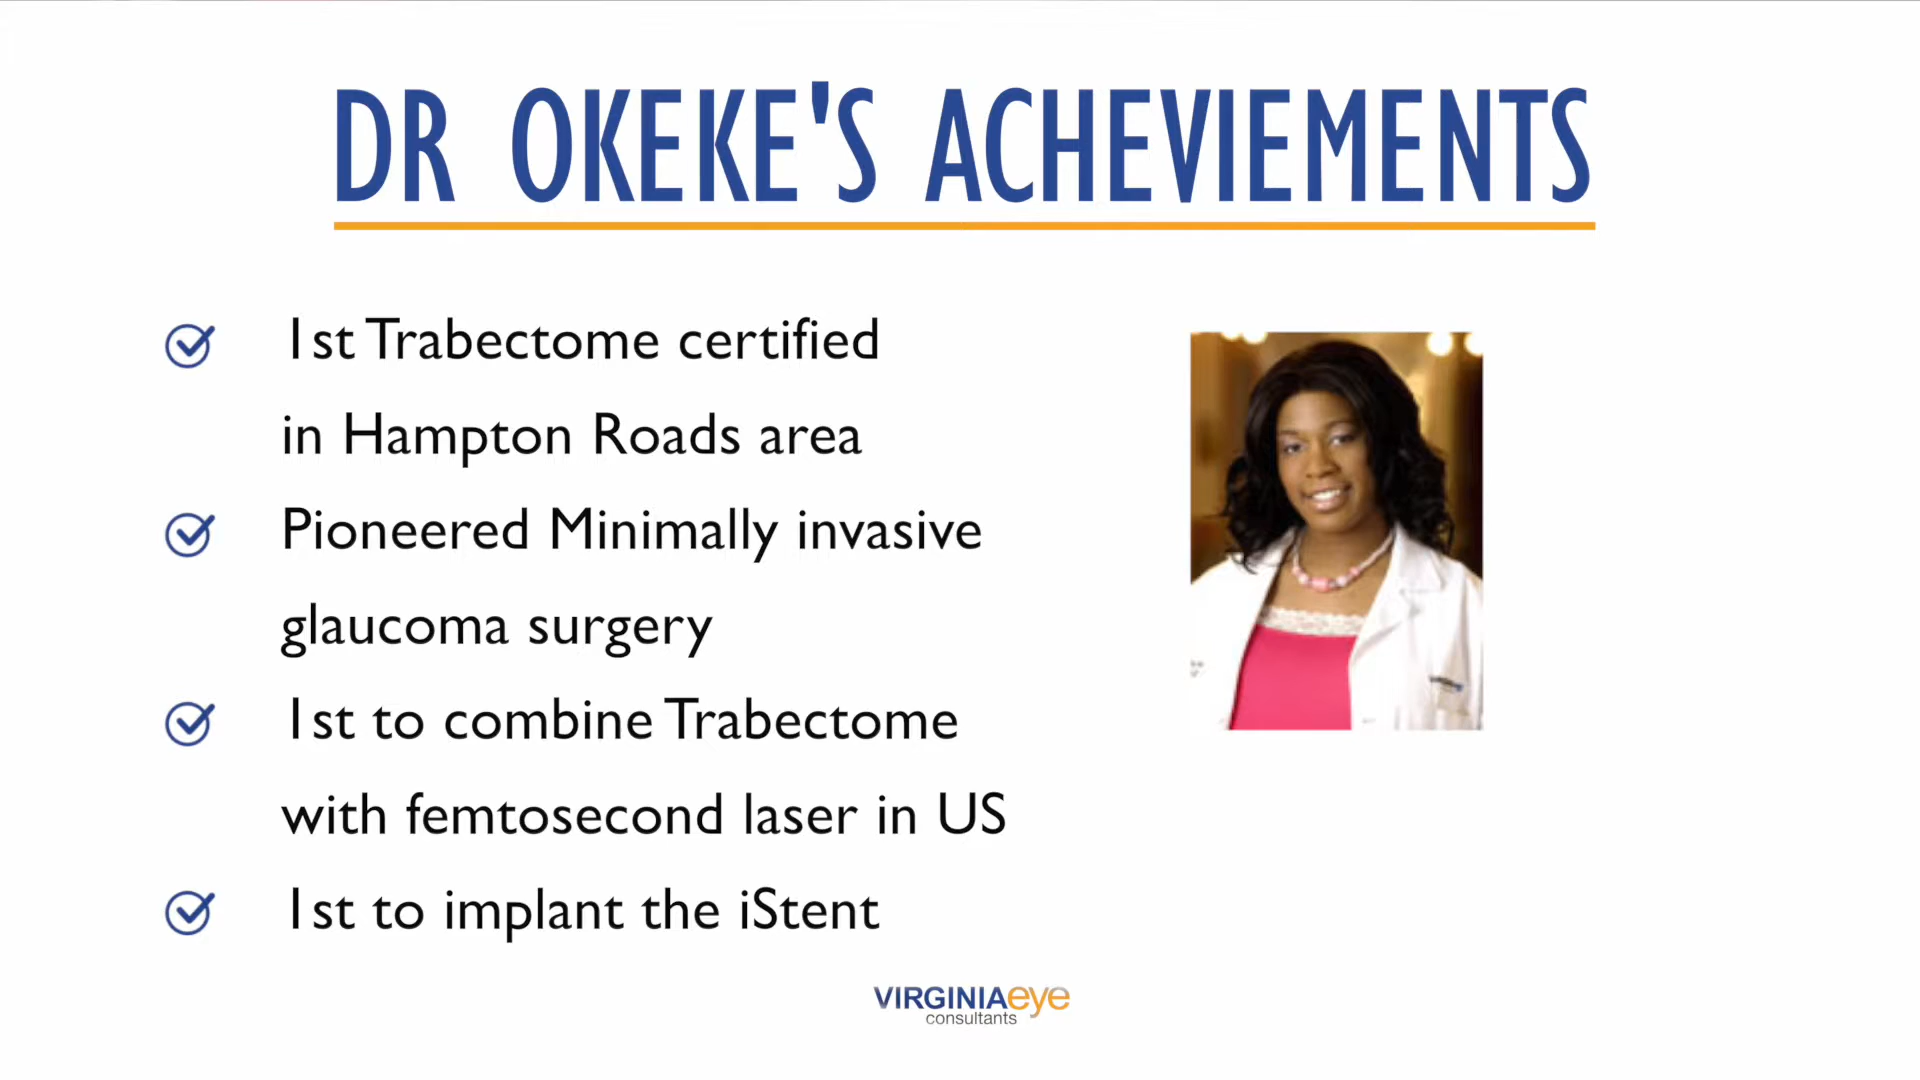 DR OKEKE'S ACHEVIEMENTS
1st Trabectome certified
in Hampton Roads area
Pioneered Minimally invasive
glaucoma surgery
1st to combine Trabectome
with femtosecond laser in US
1st to implant the iStent
VIRGINIAeye
consultants